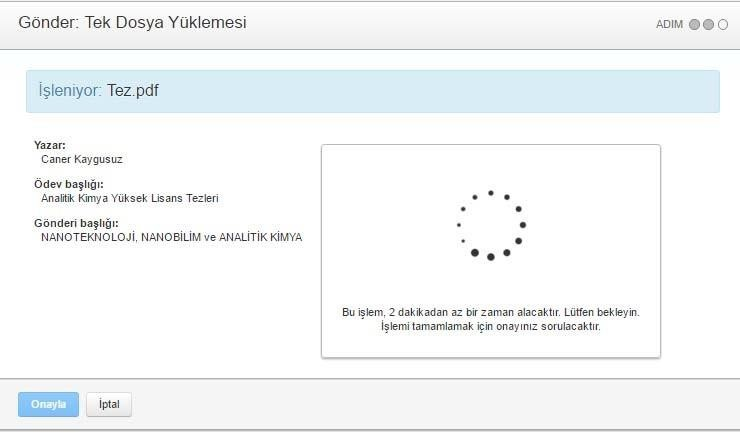 Gönder: Tek Dosya Yüklemesi
ADIM
İşleniyor: Tez.pdf
Yazar:
Caner Kaygusuz
Ödev başlığı:
Analitik Kimya Yüksek Lisans Tezleri
Gönderi başlığı:
NANOTEKNOLOJİ, NANOBİLİM ve ANALİTİK KİMYA
Bu işlem, 2 dakikadan az bir zaman alacaktır. Lütfen bekleyin.
İşlemi tamamlamak için onayınız sorulacaktır.
Onayla
İptal